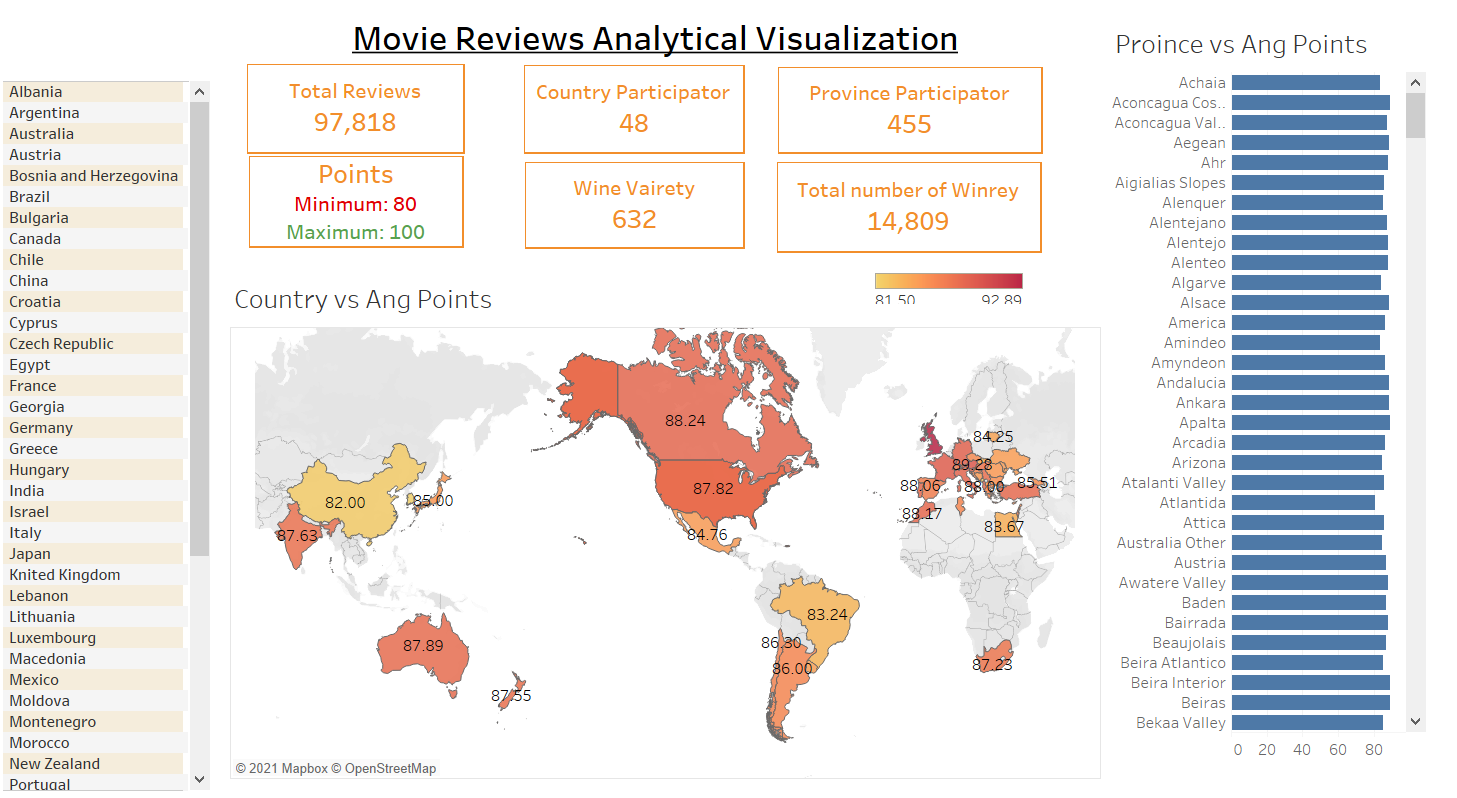 Movie Reviews Analytical Visualization
Albania
Argentina
Australia
Austria
Bosnia and Herzegovina
Brazil
Bulgaria
Canada
Chile
China
Croatia
Cyprus
Czech Republic
Egypt
France
Georgia
Germany
Greece
Hungary
India
Israel
Italy
Japan
Knited Kingdom
Lebanon
Lithuania
Luxembourg
Macedonia
Mexico
Moldova
Montenegro
Morocco
New Zealand
Portugal
Total Reviews
97,818
Country Participator
48
Province Participator
455
Points
Minimum: 80
Maximum: 100
Wine Vairety
632
Total number of Winrey
14,809
Country vs Ang Points
81.50 92.89
88.24
84.25
89.28
87.82
88.06
88.00
85.51
82.00
85.00
88.17
83.67
87.63
84.76
83.24
86.30
87.89
86.00
87.23
87.55
© 2021 Mapbox © OpenStreetMap
Proince vs Ang Points
Achaia
Aconcagua Cos..
Aconcagua Val..
Aegean
Ahr
Aigialias Slopes
Alenquer
Alentejano
Alentejo
Alenteo
Algarve
Alsace
America
Amindeo
Amyndeon
Andalucia
Ankara
Apalta
Arcadia
Arizona
Atalanti Valley
Atlantida
Attica
Australia Other
Austria
Awatere Valley
Baden
Bairrada
Beaujolais
Beira Atlantico
Beira Interior
Beiras
Bekaa Valley
0 20 40 60 80